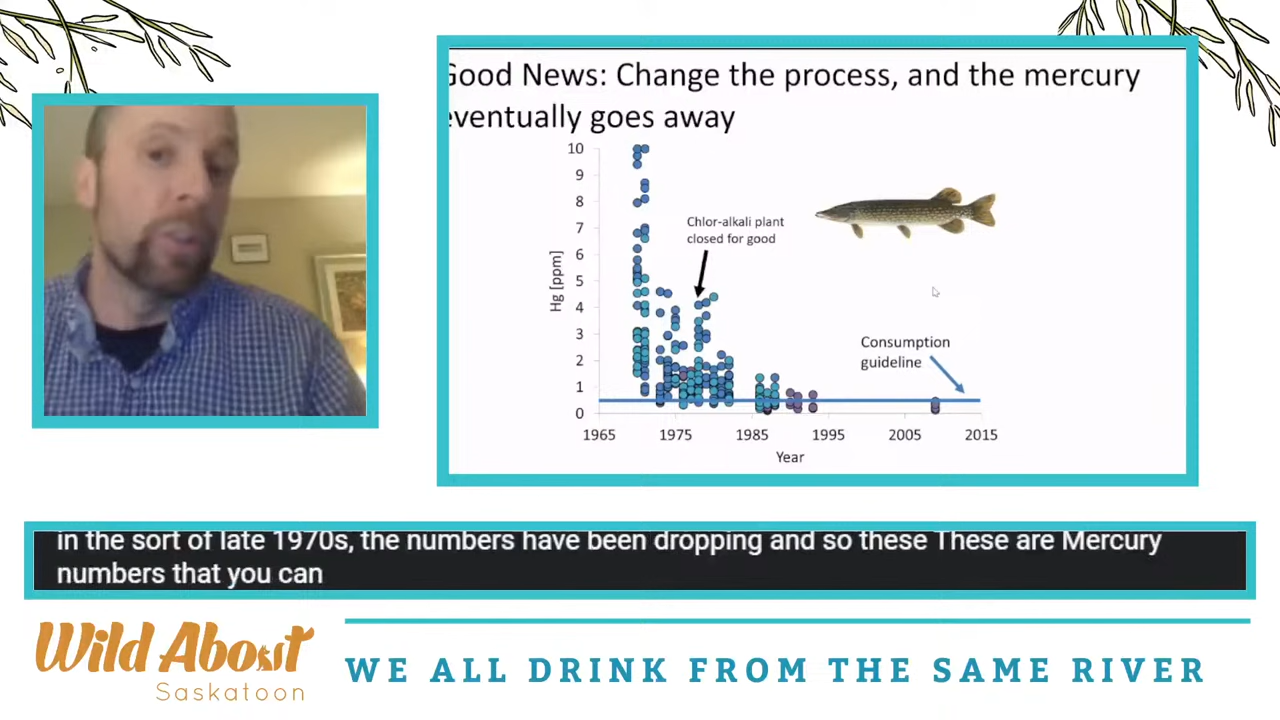 Good News: Change the process, and the mercury
eventually goes away
10
9
8
7
6
5
4
3
2
1
0
Hg [ppm]
Chlor-alkali plant
closed for good
Consumption
guideline
1965 1975 1985 1995 2005 2015
Year
in the sort of late 1970s, the numbers have been dropping and so these These are Mercury
numbers that you can
Wild About
Saskatoon
WE ALL DRINK FROM THE SAME RIVER